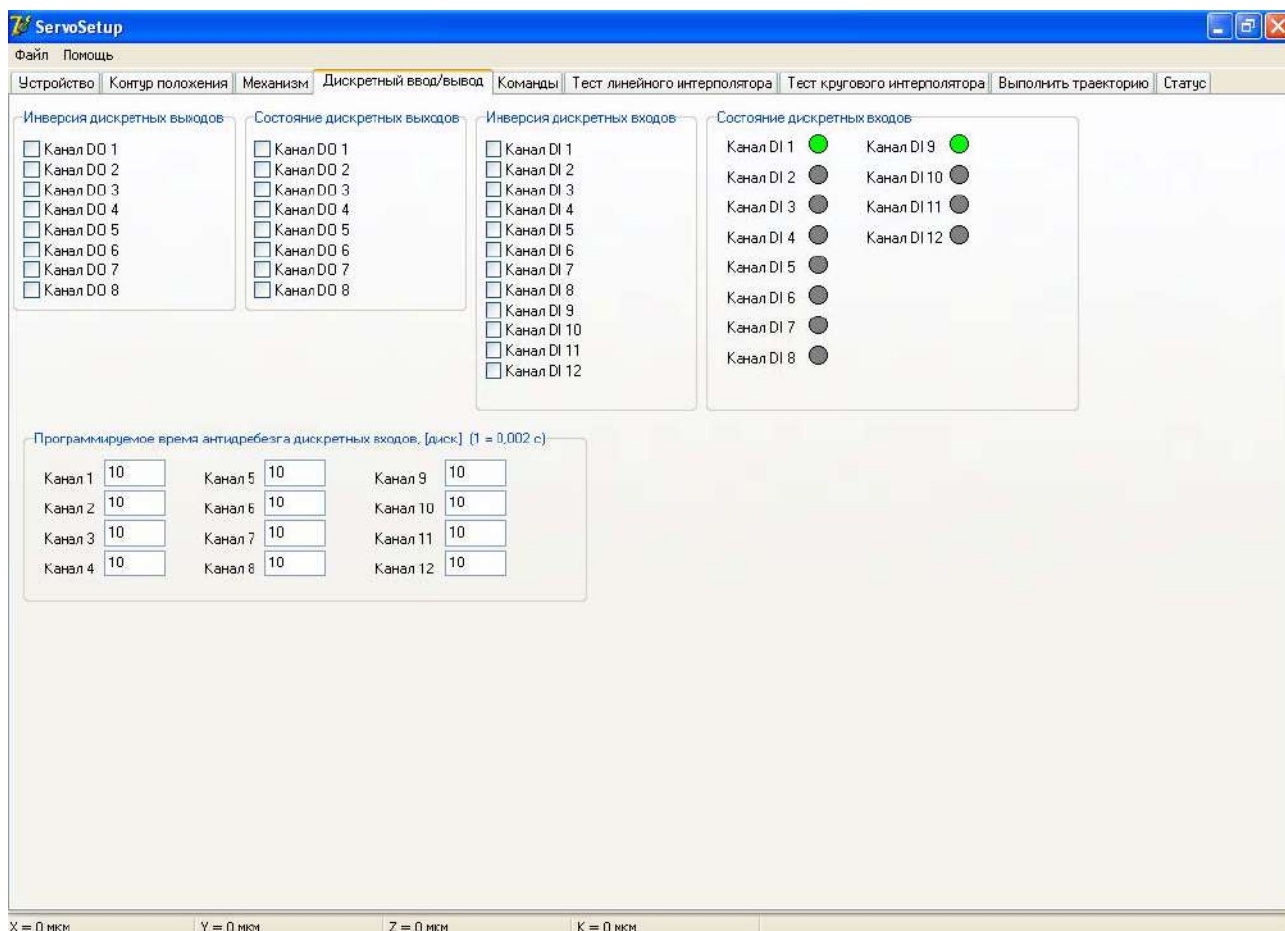 ServoSetup
Файл Помощь
Устройство Контур положения Механизм Дискретный ввод/вывод Команды Тест линейного интерполятора Тест кругового интерполятора Выполнить траекторию Статус
Инверсия дискретных выходов
Канал DO 1
Канал DO 2
Канал DO 3
Канал DO 4
Канал DO 5
Канал DO 6
Канал DO 7
Канал DO 8
Состояние дискретных выходов
Канал DO 1
Канал DO 2
Канал DO 3
Канал DO 4
Канал DO 5
Канал DO 6
Канал DO 7
Канал DO 8
Инверсия дискретных входов
Канал DI 1
Канал DI 2
Канал DI 3
Канал DI 4
Канал DI 5
Канал DI 6
Канал DI 7
Канал DI 8
Канал DI 9
Канал DI 10
Канал DI 11
Канал DI 12
Состояние дискретных входов
Канал DI 1 Канал DI 9
Канал DI 2 Канал DI 10
Канал DI 3 Канал DI 11
Канал DI 4 Канал DI 12
Канал DI 5
Канал DI 6
Канал DI 7
Канал DI 8
Программируемое время антидребезга дискретных входов, [диск] (1 = 0,002 с)
Канал 1 10 Канал 5 10 Канал 9 10
Канал 2 10 Канал 6 10 Канал 10 10
Канал 3 10 Канал 7 10 Канал 11 10
Канал 4 10 Канал 8 10 Канал 12 10
X = 0 мкм Y = 0 мкм Z = 0 мкм K = 0 мкм